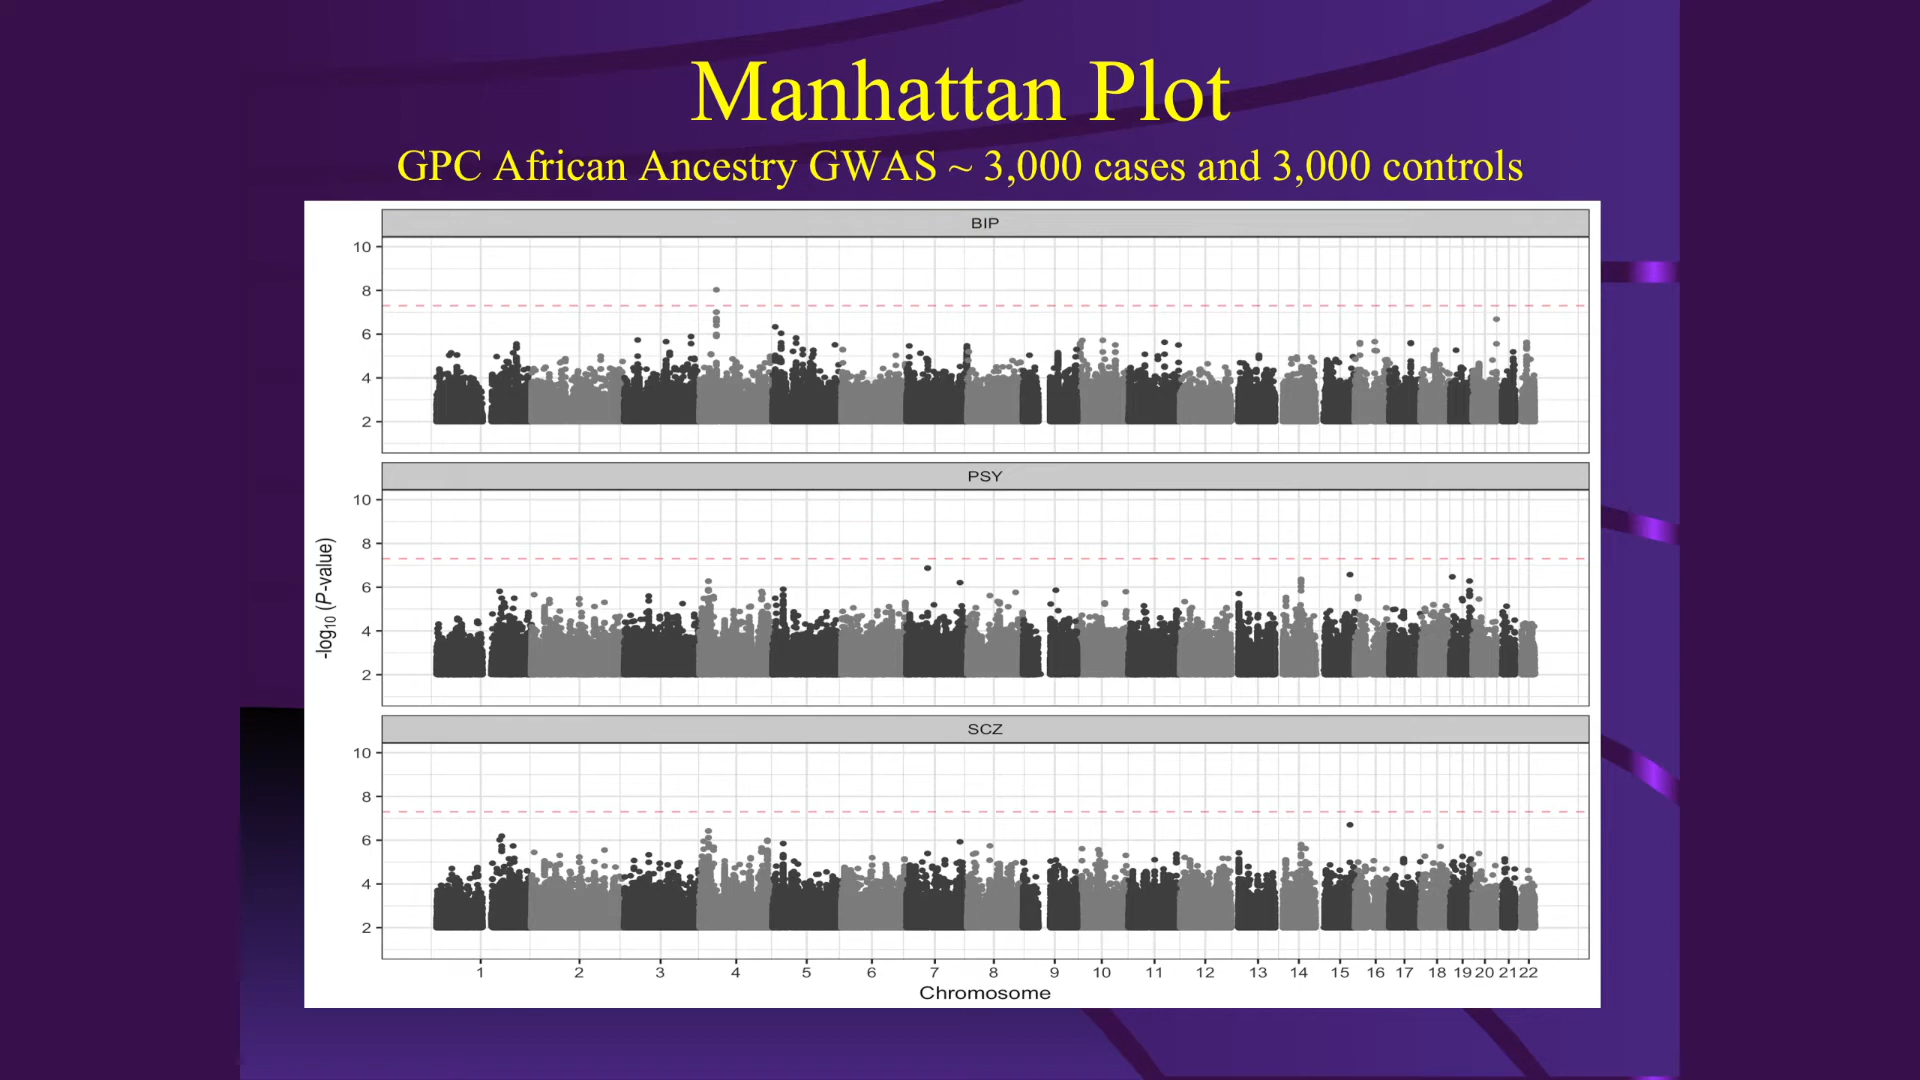 Manhattan Plot
GPC African Ancestry GWAS ~ 3,000 cases and 3,000 controls
BIP
10
8
6
4
2
PSY
10
8
6
4
2
SCZ
10
8
6
4
2
-log10 (P-value)
1 2 3 4 5 6 7 8 9 10 11 12 13 14 15 16 17 18 19 20 21 22
Chromosome